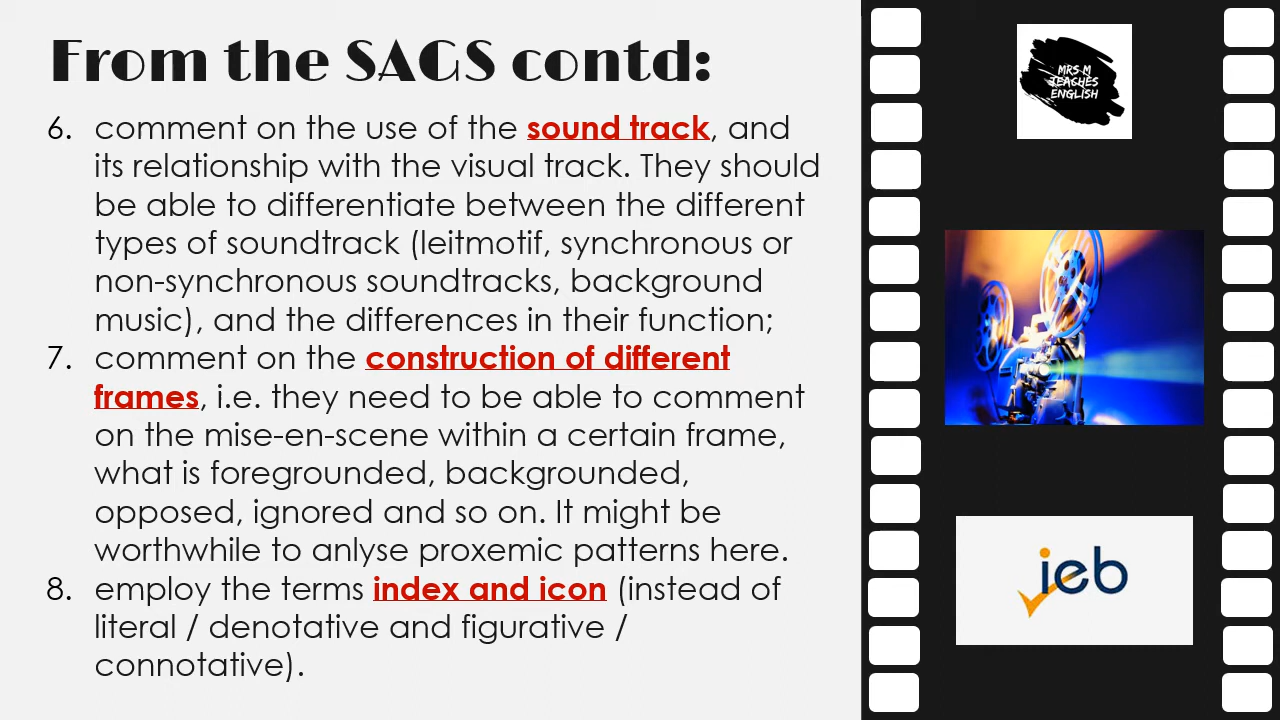 From the SAGS contd:
6. comment on the use of the sound track, and
its relationship with the visual track. They should
be able to differentiate between the different
types of soundtrack (leitmotif, synchronous or
non-synchronous soundtracks, background
music), and the differences in their function;
7. comment on the construction of different
frames, i.e. they need to be able to comment
on the mise-en-scene within a certain frame,
what is foregrounded, backgrounded,
opposed, ignored and so on. It might be
worthwhile to anlyse proxemic patterns here.
8. employ the terms index and icon (instead of
literal / denotative and figurative /
connotative).
MRS M
TEACHES
ENGLISH
ieb